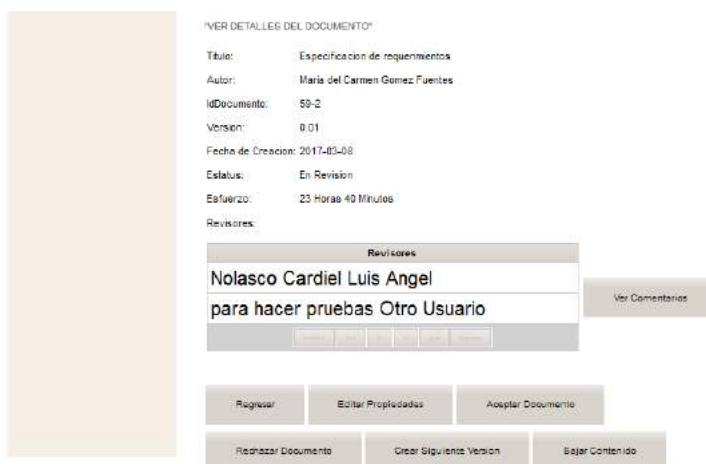 "VER DETALLES DEL DOCUMENTO"
Titulo: Especificacion de requerimientos
Autor: Maria del Carmen Gomez Fuentes
IdDocumento: 59-2
Version: 0.01
Fecha de Creacion: 2017-03-08
Estatus: En Revision
Esfuerzo: 23 Horas 40 Minutos
Revisores:
Revisores
Nolasco Cardiel Luis Angel
para hacer pruebas Otro Usuario
Ver Comentarios
Regresar Editar Propiedades Aceptar Documento
Rechazar Documento Crear Siguiente Version Bajar Contenido